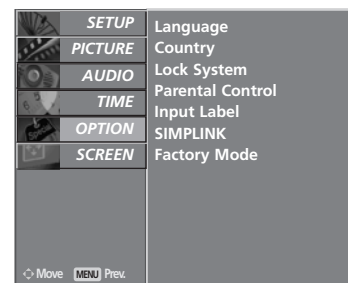 SETUP
PICTURE
AUDIO
TIME
OPTION
SCREEN
Language
Country
Lock System
Parental Control
Input Label
SIMPLINK
Factory Mode
Move MENU Prev.